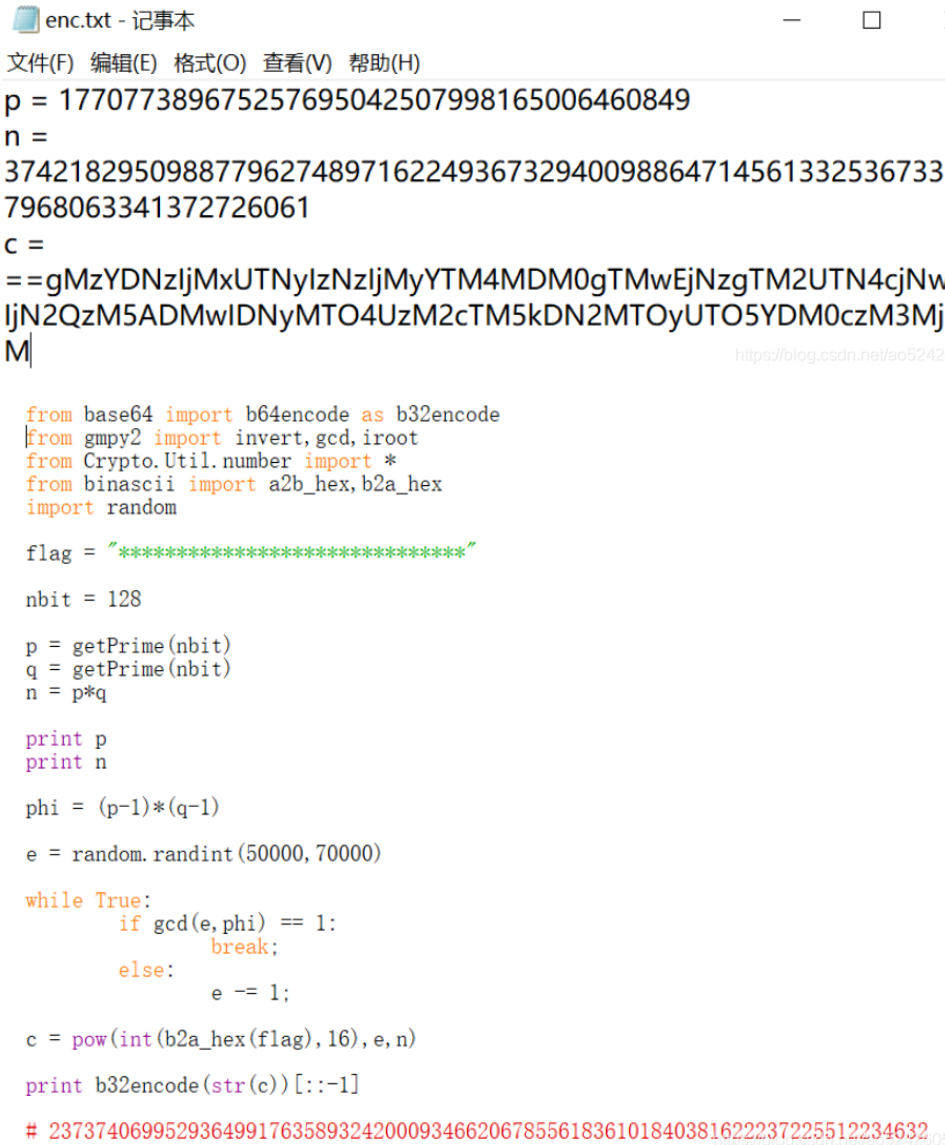 enc.txt - 记事本
文件(F) 编辑(E) 格式(O) 查看(V) 帮助(H)
p = 177077389675257695042507998165006460849
n =
37421829509887796274897162249367329400988647145613325367337968063341372726061
c =
==gMzYDNzIjMxUTNyIzNzIjMyYTM4MDM0gTMwEjNzgTM2UTN4cjNw
IjN2QzM5ADMwIDNyMTO4UzM2cTM5kDN2MTOyUTO5YDM0czM3Mj
M
https://blog.csdn.net/ao5242
from base64 import b64encode as b32encode
from gmpy2 import invert,gcd,iroot
from Crypto.Util.number import *
from binascii import a2b_hex,b2a_hex
import random
flag = "******************************"
nbit = 128
p = getPrime(nbit)
q = getPrime(nbit)
n = p*q
print p
print n
phi = (p-1)*(q-1)
e = random.randint(50000,70000)
while True:
if gcd(e,phi) == 1:
break;
else:
e -= 1;
c = pow(int(b2a_hex(flag),16),e,n)
print b32encode(str(c))[::-1]
# 2373740699529364991763589324200093466206785561836101840381622237225512234632